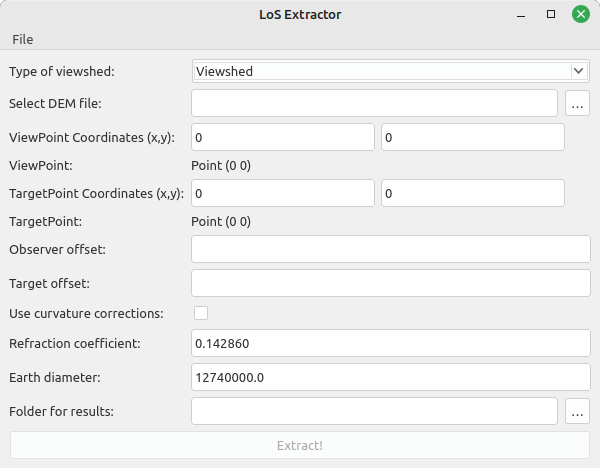 LoS Extractor
File
Type of viewshed: Viewshed
Select DEM file: ...
ViewPoint Coordinates (x,y): 0 0
ViewPoint: Point (0 0)
TargetPoint Coordinates (x,y): 0 0
TargetPoint: Point (0 0)
Observer offset:
Target offset:
Use curvature corrections:
Refraction coefficient: 0.142860
Earth diameter: 12740000.0
Folder for results: ...
Extract!